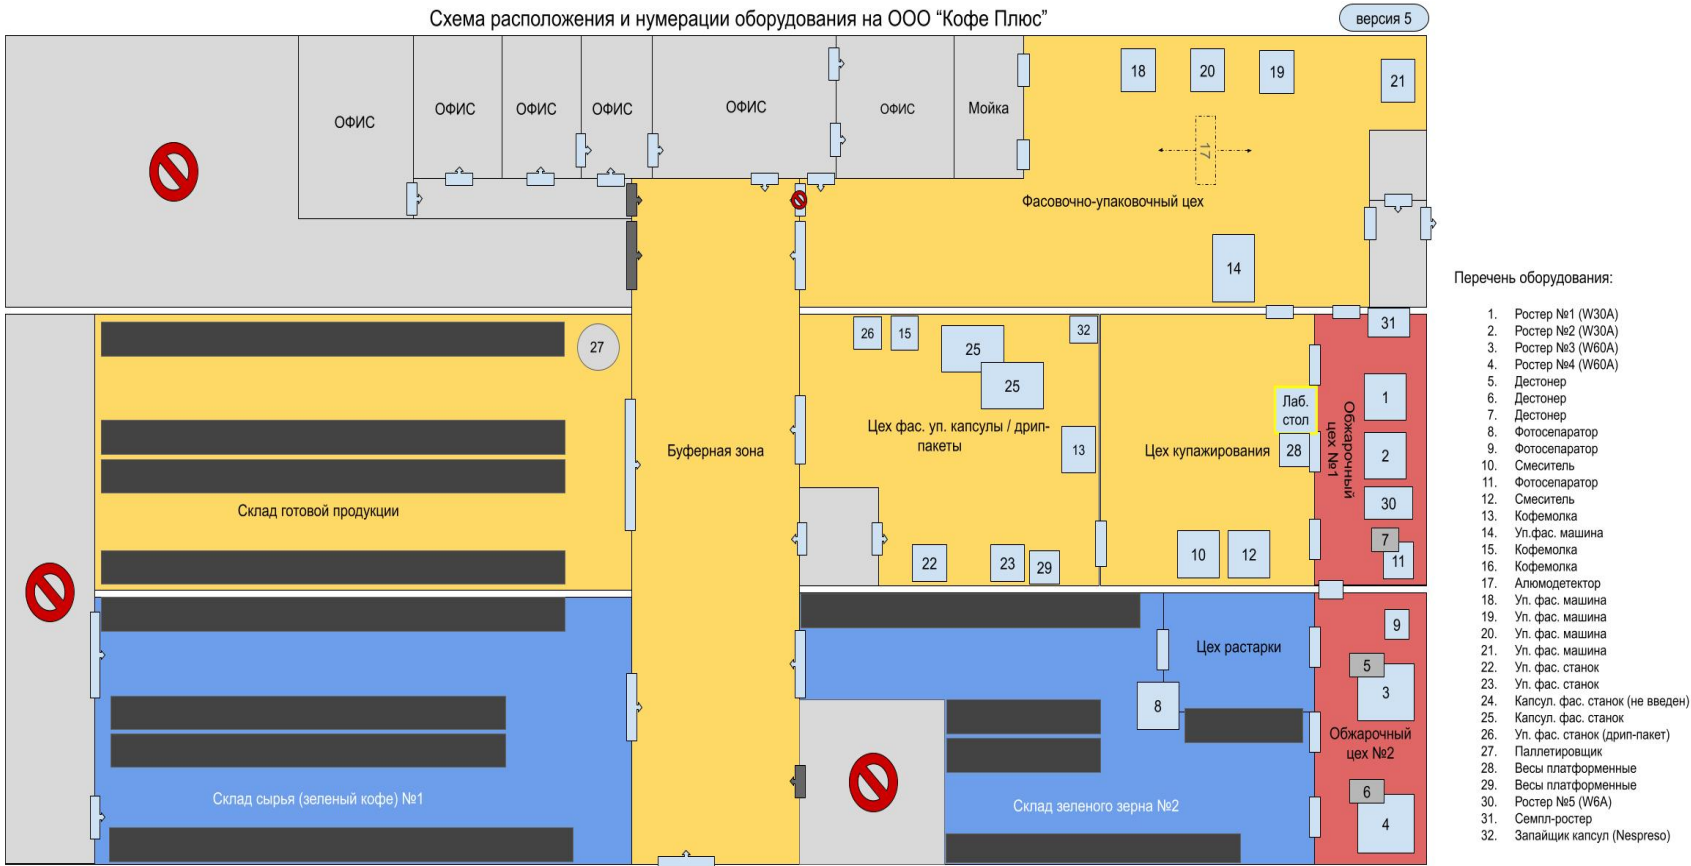 Схема расположения и нумерации оборудования на ООО “Кофе Плюс”
версия 5
ОФИС
ОФИС
ОФИС
ОФИС
ОФИС
ОФИС
Мойка
18
20
19
21
17
Фасовочно-упаковочный цех
14
27
Склад готовой продукции
Буферная зона
26
15
25
25
32
Цех фас. уп. капсулы / дрип-
пакеты
13
22
23
29
Цех купажирования
Лаб.
стол
28
10
12
31
1
2
30
7
11
Обжарочный
цех №1
Склад сырья (зеленый кофе) №1
Цех растарки
8
Склад зеленого зерна №2
9
5
3
Обжарочный
цех №2
6
4
Перечень оборудования:
1. Ростер №1 (W30A)
2. Ростер №2 (W30A)
3. Ростер №3 (W60A)
4. Ростер №4 (W60A)
5. Дестонер
6. Дестонер
7. Дестонер
8. Фотосепаратор
9. Фотосепаратор
10. Смеситель
11. Фотосепаратор
12. Смеситель
13. Кофемолка
14. Уп.фас. машина
15. Кофемолка
16. Кофемолка
17. Алюмодетектор
18. Уп. фас. машина
19. Уп. фас. машина
20. Уп. фас. машина
21. Уп. фас. машина
22. Уп. фас. станок
23. Уп. фас. станок
24. Капсул. фас. станок (не введен)
25. Капсул. фас. станок
26. Уп. фас. станок (дрип-пакет)
27. Паллетировщик
28. Весы платформенные
29. Весы платформенные
30. Ростер №5 (W6A)
31. Семпл-ростер
32. Запайщик капсул (Nespreso)